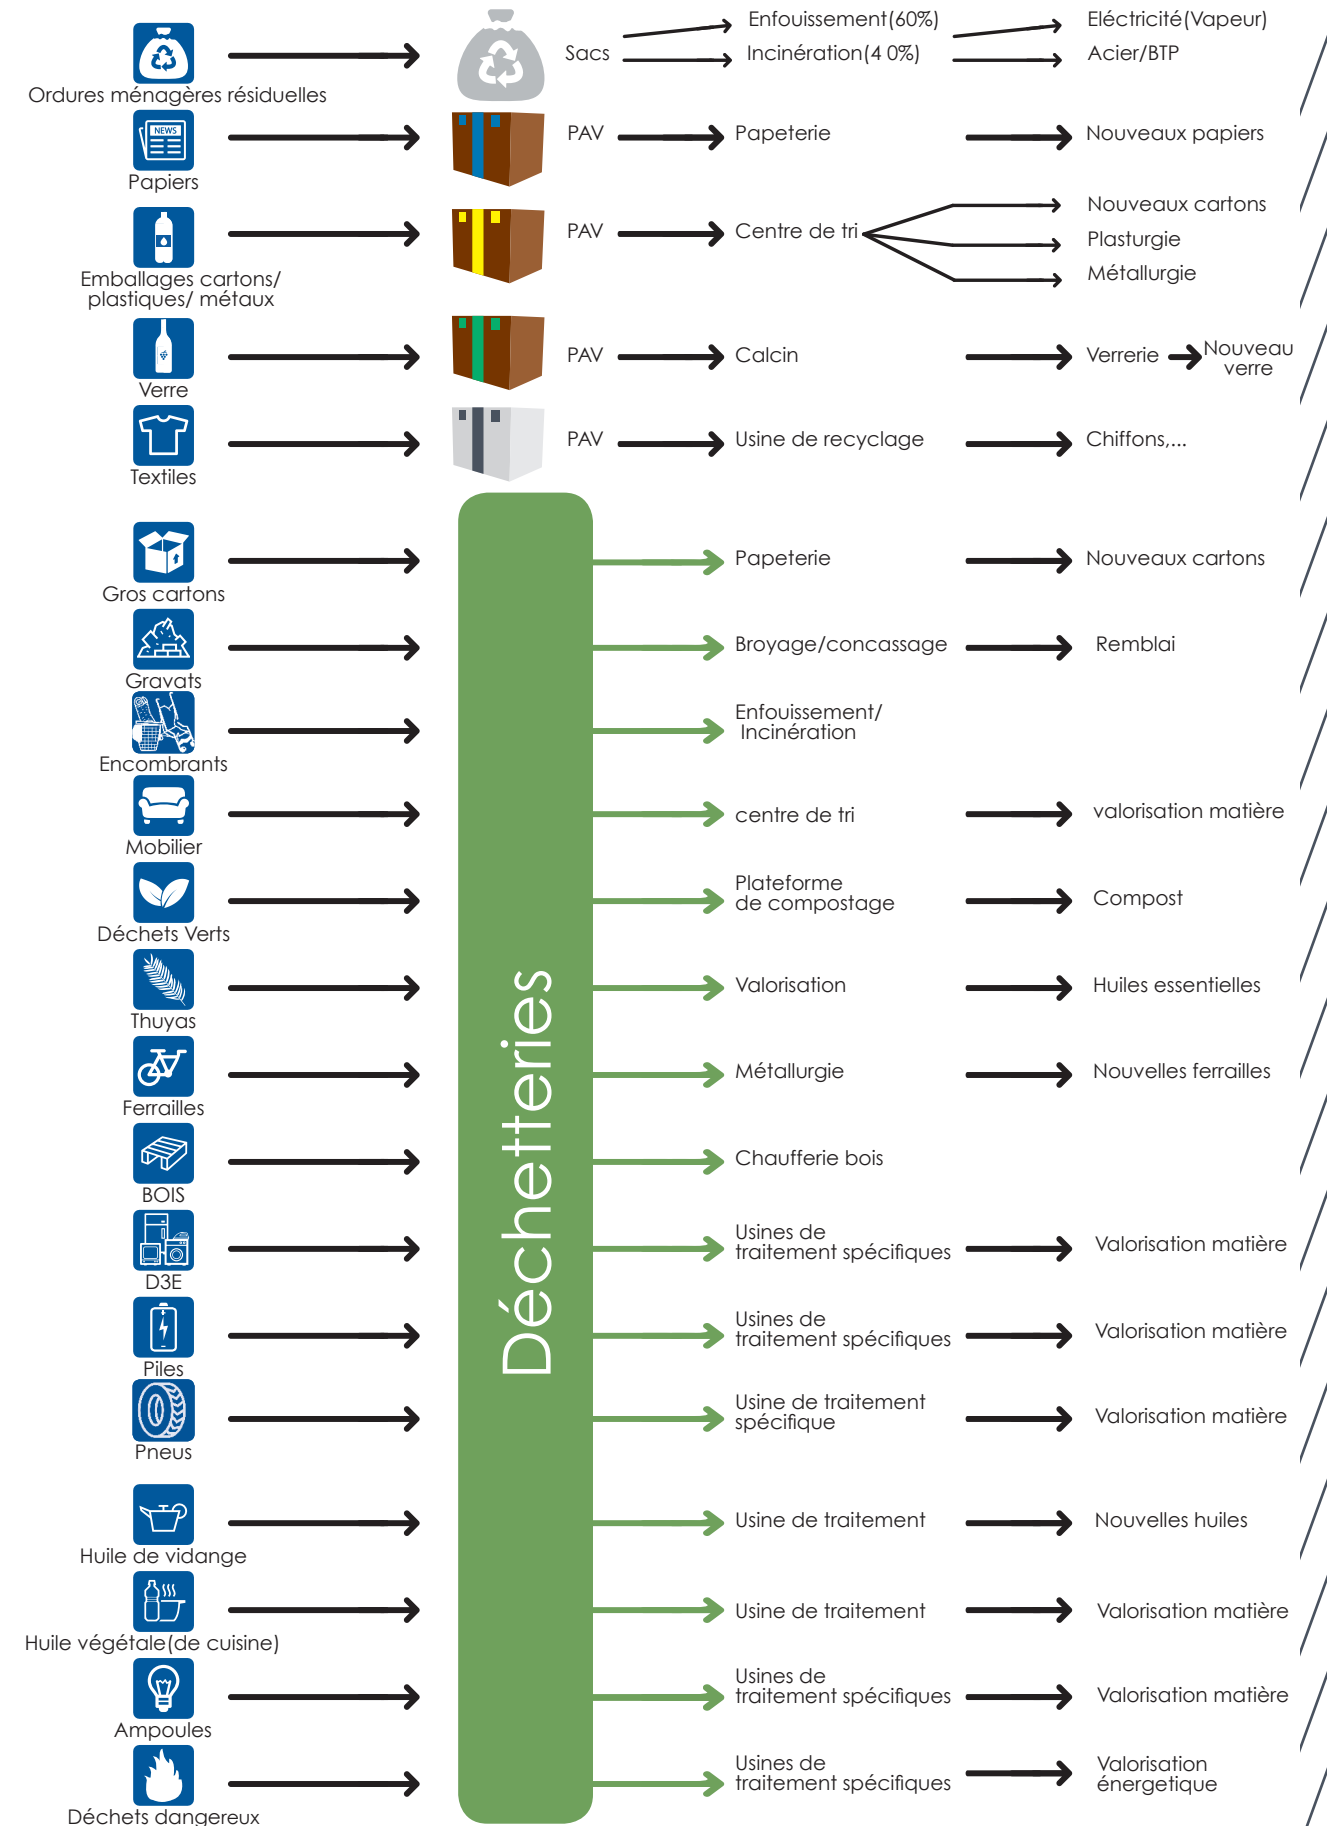 Enfouissement(60%)
Eléctricité(Vapeur)
Sacs
Incinération(4 0%)
Acier/BTP
Ordures ménagères résiduelles
NEWS
PAV
Papeterie
Nouveaux papiers
Papiers
Nouveaux cartons
PAV
Centre de tri
Plasturgie
Métallurgie
Emballages cartons/
plastiques/ métaux
PAV
Calcin
Verrerie
Nouveau
verre
Verre
PAV
Usine de recyclage
Chiffons,...
Textiles
Déchetteries
Papeterie
Nouveaux cartons
Gros cartons
Broyage/concassage
Remblai
Gravats
Enfouissement/
Incinération
Encombrants
centre de tri
valorisation matière
Mobilier
Plateforme
de compostage
Compost
Déchets Verts
Valorisation
Huiles essentielles
Thuyas
Métallurgie
Nouvelles ferrailles
Ferrailles
Chaufferie bois
BOIS
Usines de
traitement spécifiques
Valorisation matière
D3E
Usines de
traitement spécifiques
Valorisation matière
Piles
Usine de traitement
spécifique
Valorisation matière
Pneus
Usine de traitement
Nouvelles huiles
Huile de vidange
Usine de traitement
Valorisation matière
Huile végétale(de cuisine)
Usines de
traitement spécifiques
Valorisation matière
Ampoules
Usines de
traitement spécifiques
Valorisation
énergetique
Déchets dangereux